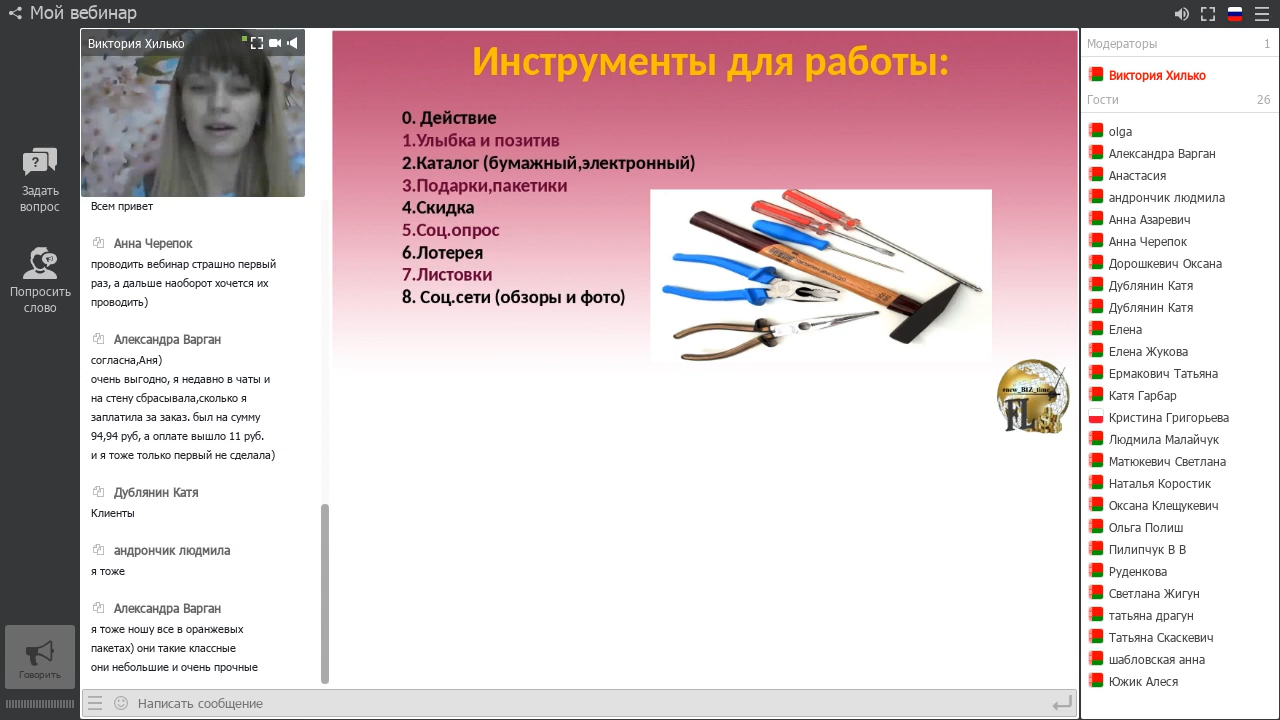 Мой вебинар
Задать
вопрос
Попросить
слово
Говорить
Виктория Хилько
Всем привет
Анна Черепок
проводить вебинар страшно первый
раз, а дальше наоборот хочется их
проводить)
Александра Варган
согласна,Аня)
очень выгодно, я недавно в чаты и
на стену сбрасывала,сколько я
заплатила за заказ. был на сумму
94,94 руб, а оплате вышло 11 руб.
и я тоже только первый не сделала)
Дублянин Катя
Клиенты
андрончик людмила
я тоже
Александра Варган
я тоже ношу все в оранжевых
пакетах) они такие классные
они небольшие и очень прочные
Написать сообщение
Инструменты для работы:
0. Действие
1.Улыбка и позитив
2.Каталог (бумажный,электронный)
3.Подарки,пакетики
4.Скидка
5.Соц.опрос
6.Лотерея
7.Листовки
8. Соц.сети (обзоры и фото)
#new_BIZ_time
FL
Модераторы 1
Виктория Хилько
Гости 26
olga
Александра Варган
Анастасия
андрончик людмила
Анна Азаревич
Анна Черепок
Дорошкевич Оксана
Дублянин Катя
Дублянин Катя
Елена
Елена Жукова
Ермакович Татьяна
Катя Гарбар
Кристина Григорьева
Людмила Малайчук
Матюкевич Светлана
Наталья Коростик
Оксана Клещукевич
Ольга Полиш
Пилипчук В В
Руденкова
Светлана Жигун
татьяна драгун
Татьяна Скаскевич
шабловская анна
Южик Алеся